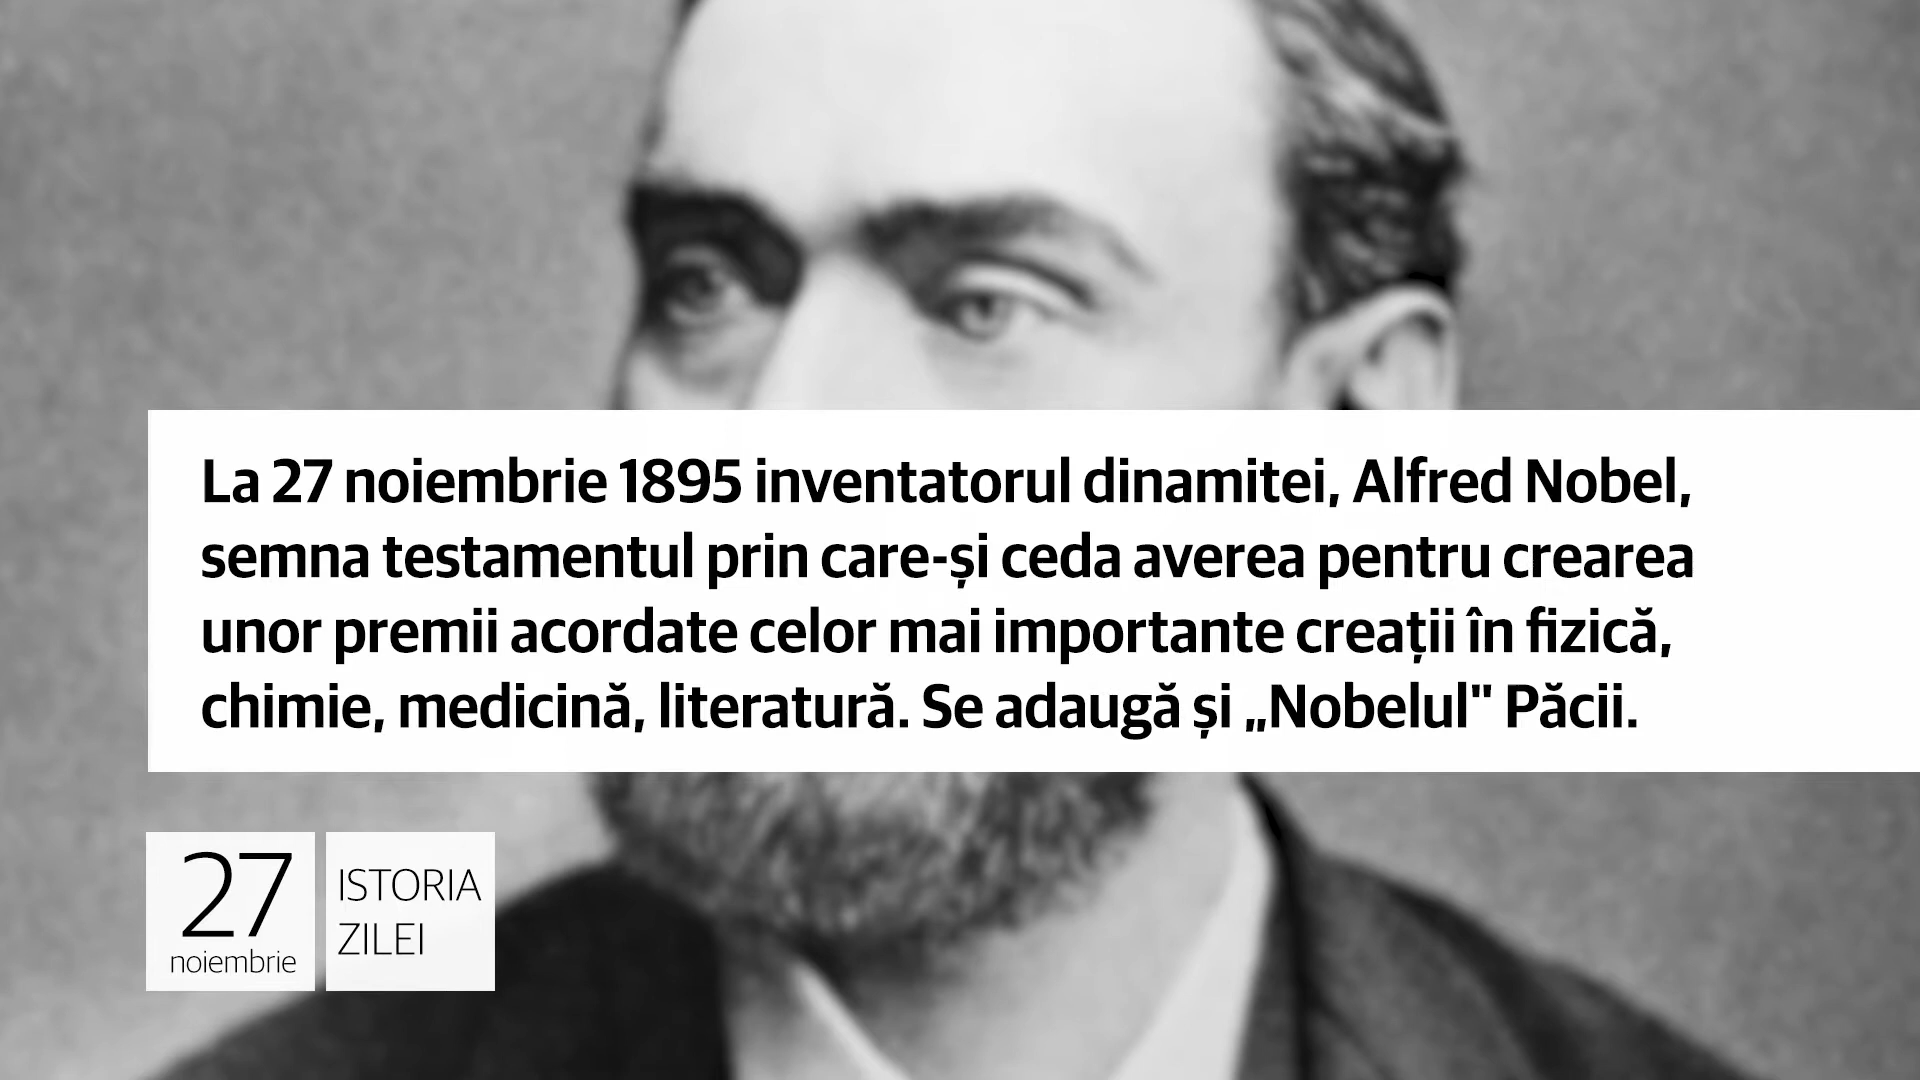 La 27 noiembrie 1895 inventatorul dinamitei, Alfred Nobel,
semna testamentul prin care-și ceda averea pentru crearea
unor premii acordate celor mai importante creații în fizică,
chimie, medicină, literatură. Se adaugă și „Nobelul" Păcii.
27
noiembrie
ISTORIA
ZILEI